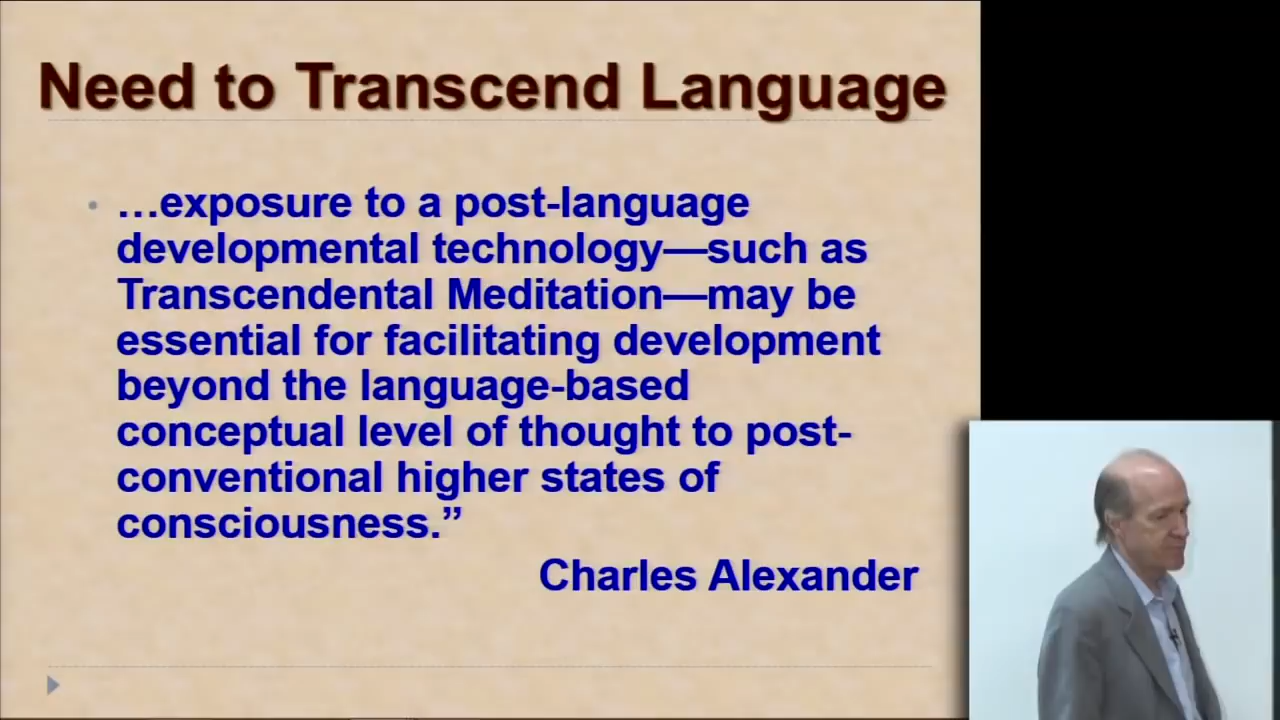 Need to Transcend Language
…exposure to a post-language
developmental technology—such as
Transcendental Meditation—may be
essential for facilitating development
beyond the language-based
conceptual level of thought to post-
conventional higher states of
consciousness.”
Charles Alexander